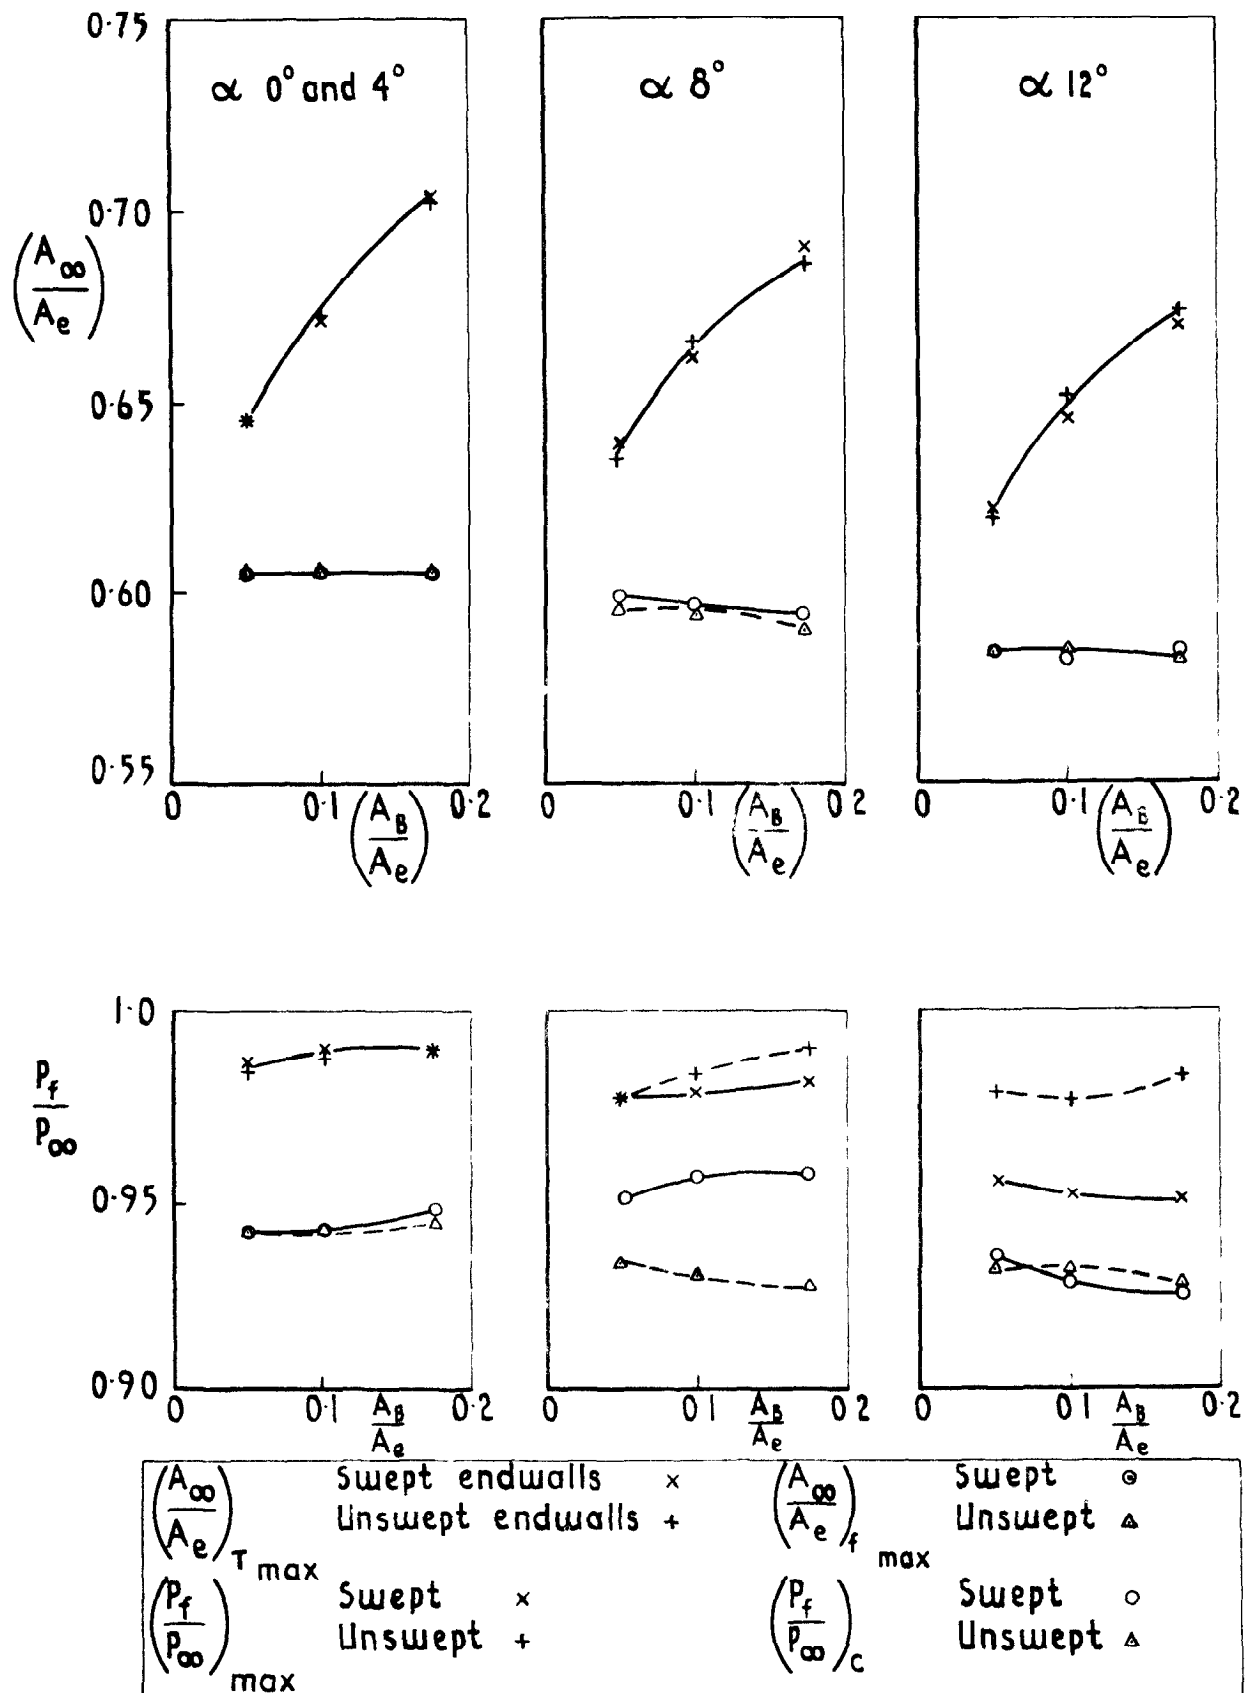 0.75
α 0° and 4°
α 8°
α 12°
0.70
(A∞/Ae)
0.65
0.60
0.55
0 0.1 (AB/Ae) 0.2
0 0.1 (AB/Ae) 0.2
0 0.1 (AB/Ae) 0.2
1.0
Pf/P∞
0.95
0.90
0 0.1 AB/Ae 0.2
0 0.1 AB/Ae 0.2
0 0.1 AB/Ae 0.2
(A∞/Ae)T max Swept endwalls ×
Unswept endwalls +
(A∞/Ae)f max Swept ⊙
Unswept △
(Pf/P∞)max Swept ×
Unswept +
(Pf/P∞)c Swept ○
Unswept △